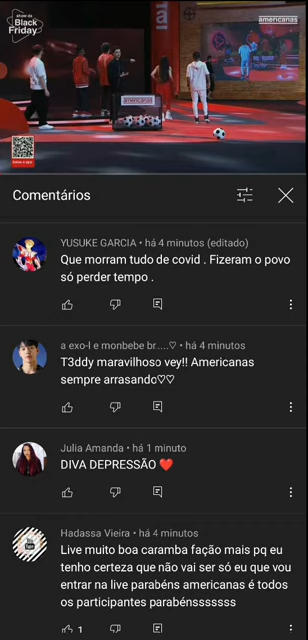 show da
Black
Friday
americanas
americanas
Comentários
YUSUKE GARCIA • há 4 minutos (editado)
Que morram tudo de covid . Fizeram o povo
só perder tempo .
a exo-l e monbebe br....♡ • há 4 minutos
T3ddy maravilhoso vey!! Americanas
sempre arrasando♡♡
Julia Amanda • há 1 minuto
DIVA DEPRESSÃO ❤️
Hadassa Vieira • há 4 minutos
Live muito boa caramba fação mais pq eu
tenho certeza que não vai ser só eu que vou
entrar na live parabéns americanas é todos
os participantes parabénsssssss
1